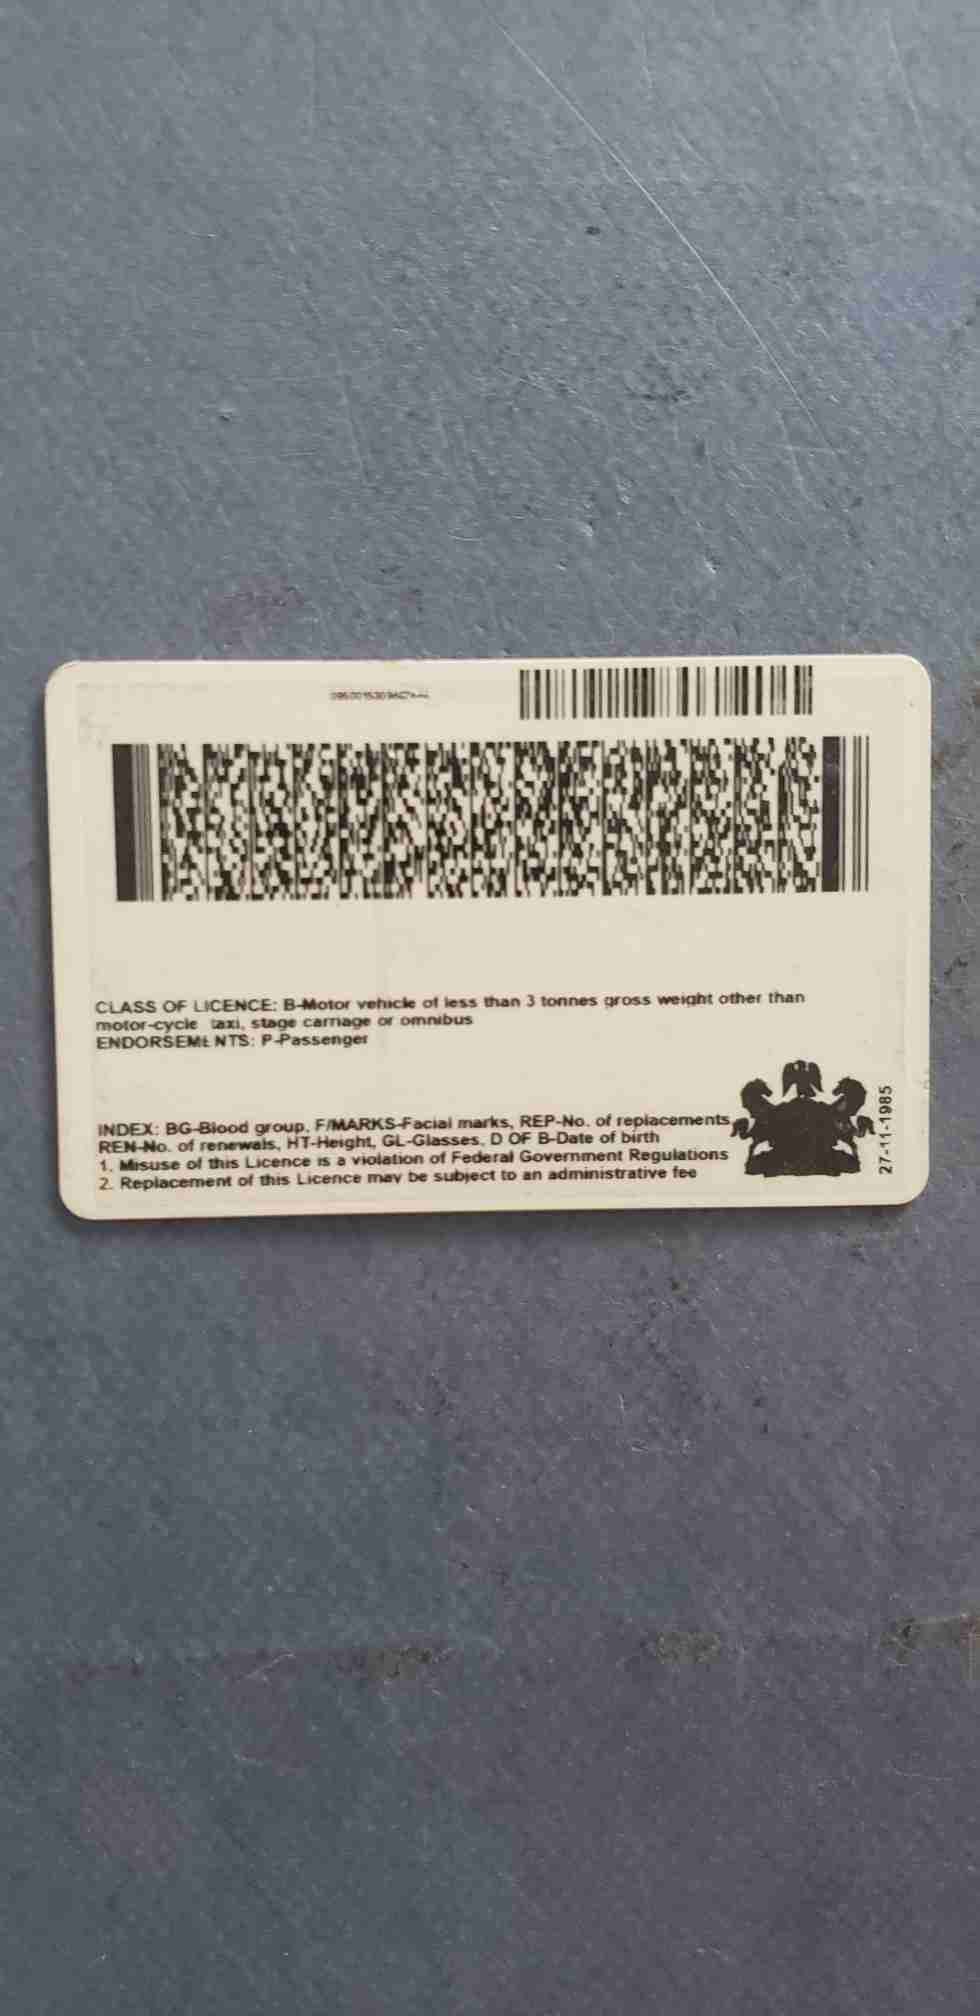 CLASS OF LICENCE: B-Motor vehicle of less than 3 tonnes gross weight other than
motor-cycle taxi, stage carriage or omnibus
ENDORSEMENTS: P-Passenger
INDEX: BG-Blood group, F/MARKS-Facial marks, REP-No. of replacements,
REN-No. of renewals, HT-Height, GL-Glasses, D OF B-Date of birth
1. Misuse of this Licence is a violation of Federal Government Regulations
2. Replacement of this Licence may be subject to an administrative fee
27-11-1985